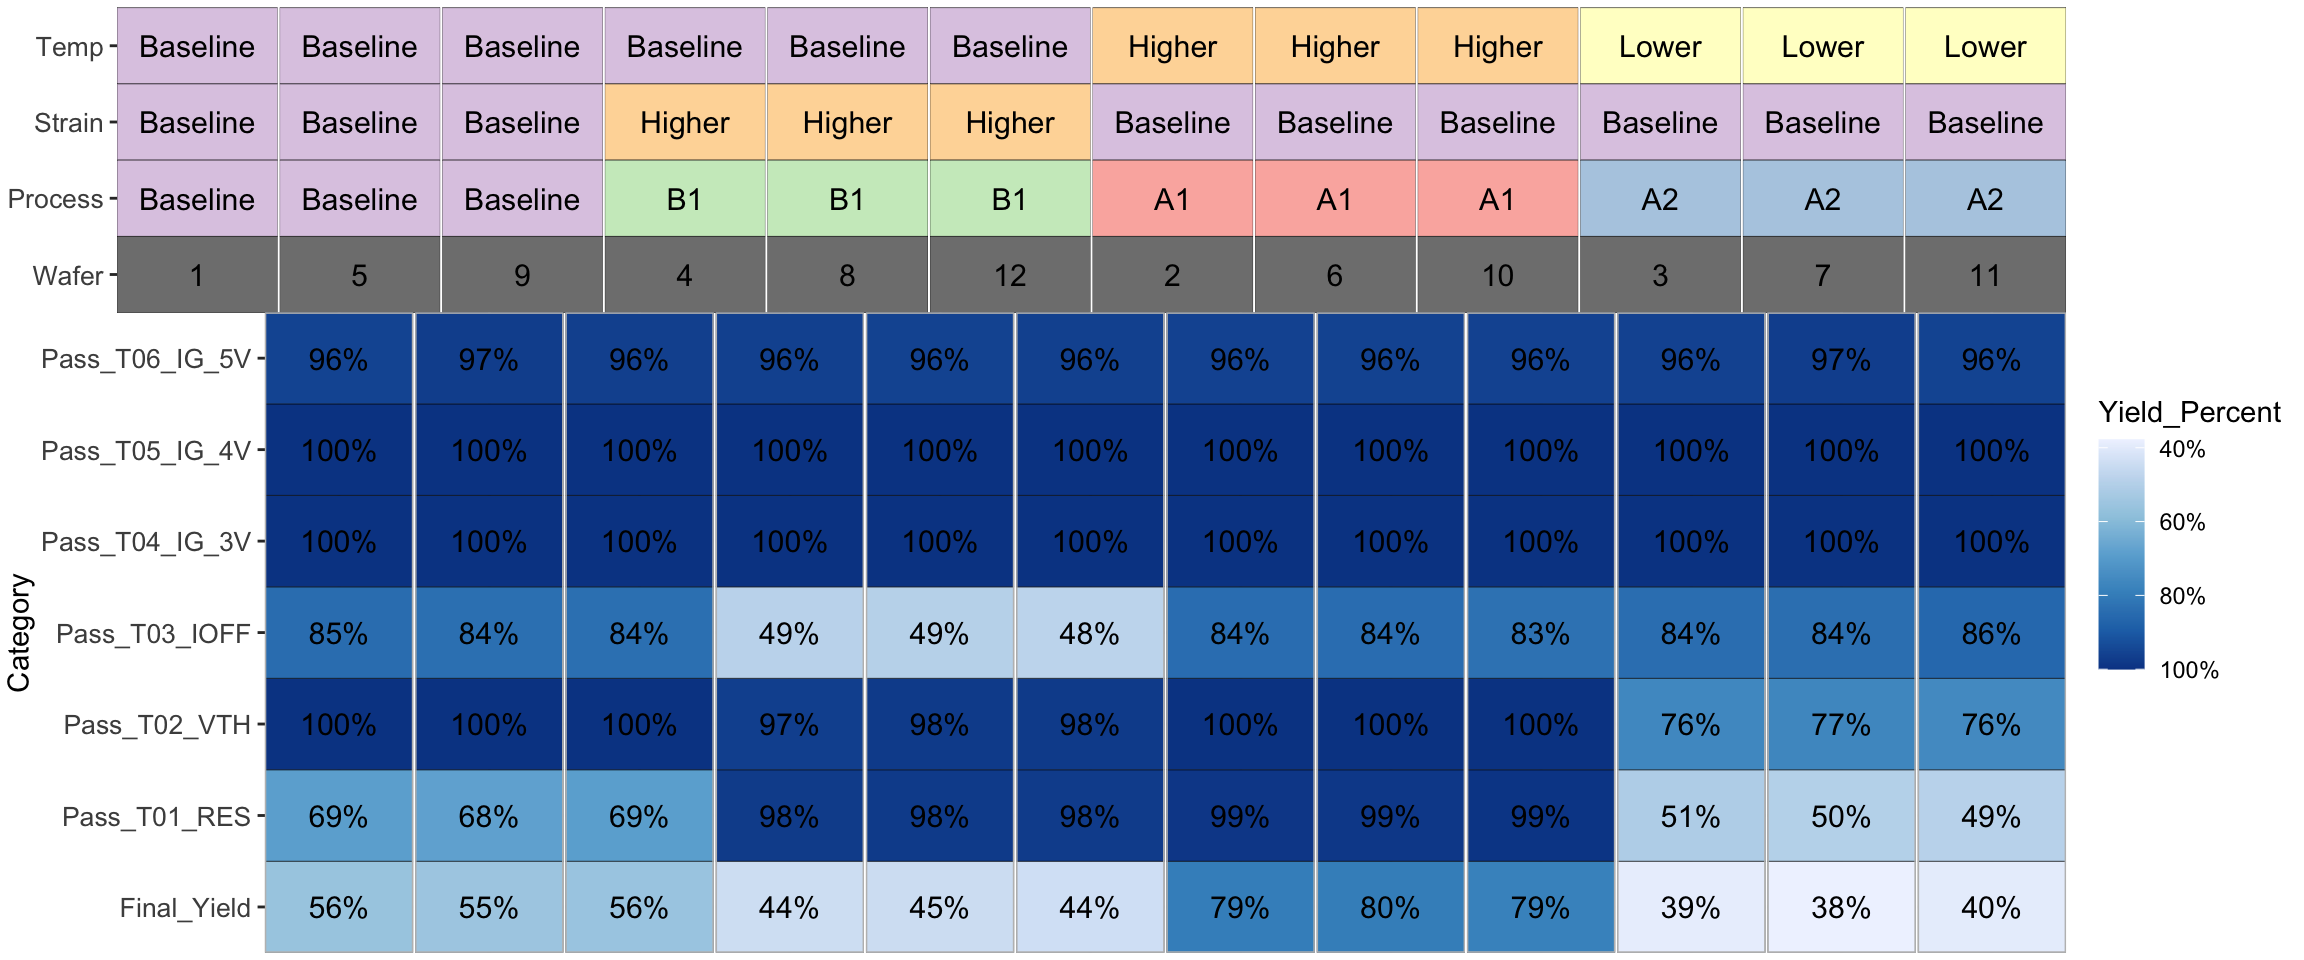 Temp Baseline Baseline Baseline Baseline Baseline Baseline Higher Higher Higher Lower Lower Lower
Strain Baseline Baseline Baseline Higher Higher Higher Baseline Baseline Baseline Baseline Baseline Baseline
Process Baseline Baseline Baseline B1 B1 B1 A1 A1 A1 A2 A2 A2
Wafer 1 5 9 4 8 12 2 6 10 3 7 11
Pass_T06_IG_5V 96% 97% 96% 96% 96% 96% 96% 96% 96% 96% 97% 96%
Pass_T05_IG_4V 100% 100% 100% 100% 100% 100% 100% 100% 100% 100% 100% 100%
Pass_T04_IG_3V 100% 100% 100% 100% 100% 100% 100% 100% 100% 100% 100% 100%
Pass_T03_IOFF 85% 84% 84% 49% 49% 48% 84% 84% 83% 84% 84% 86%
Pass_T02_VTH 100% 100% 100% 97% 98% 98% 100% 100% 100% 76% 77% 76%
Pass_T01_RES 69% 68% 69% 98% 98% 98% 99% 99% 99% 51% 50% 49%
Final_Yield 56% 55% 56% 44% 45% 44% 79% 80% 79% 39% 38% 40%
Category
Yield_Percent
40%
60%
80%
100%